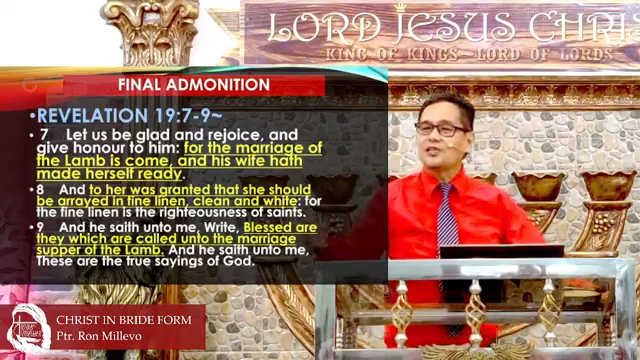 LORD JESUS CHRIS
KING OF KINGS LORD OF LORDS
FINAL ADMONITION
•REVELATION 19:7-9~
• 7 Let us be glad and rejoice, and
give honour to him: for the marriage of
the Lamb is come, and his wife hath
made herself ready.
•8 And to her was granted that she should
be arrayed in fine linen, clean and white: for
the fine linen is the righteousness of saints.
•9 And he saith unto me, Write, Blessed are
they which are called unto the marriage
supper of the Lamb. And he saith unto me,
These are the true sayings of God.
CHRIST IN BRIDE FORM
Ptr. Ron Millevo